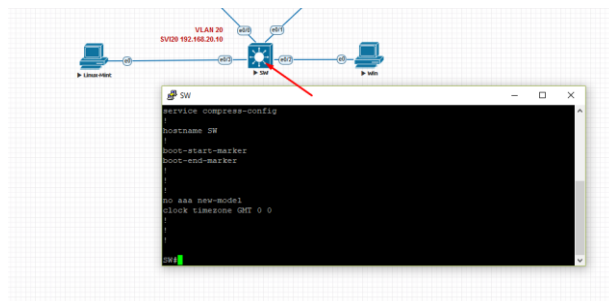 VLAN 20
SVI20 192.168.20.10
e0/0
e0/1
e0
e0/3
e0/2
e0
Linux-Mint
SW
Win
SW
service compress-config
!
hostname SW
!
boot-start-marker
boot-end-marker
!
!
!
no aaa new-model
clock timezone GMT 0 0
!
!
!
SW#